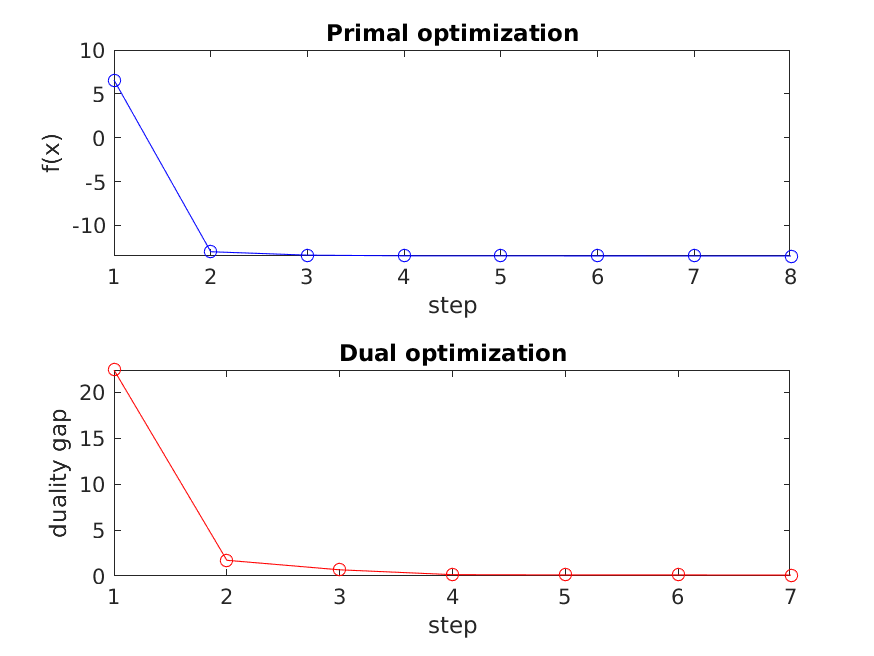 Primal optimization
10
5
0
-5
-10
f(x)
1 2 3 4 5 6 7 8
step
Dual optimization
20
15
10
5
0
duality gap
1 2 3 4 5 6 7
step